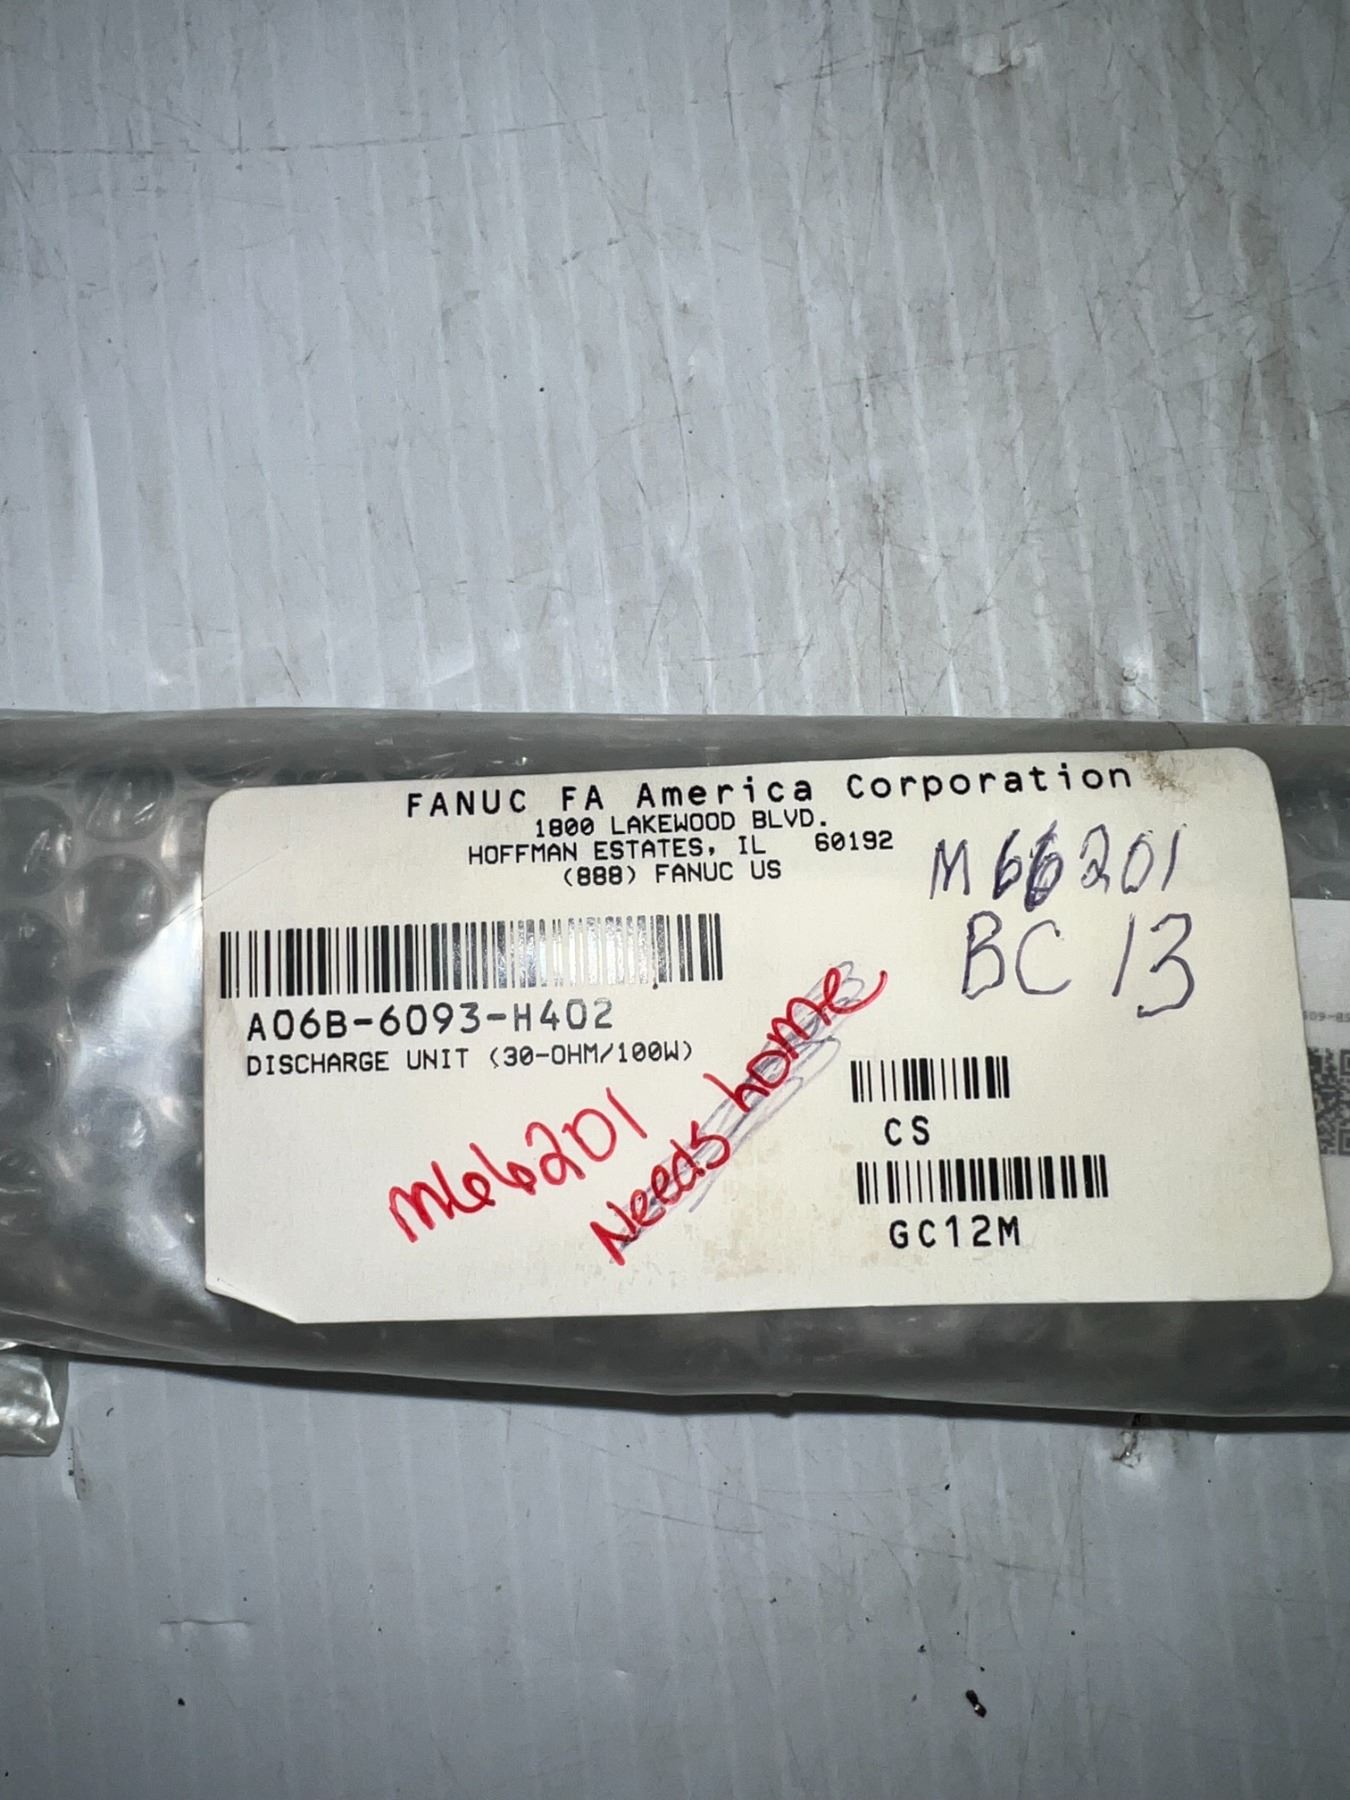 FANUC FA America Corporation
1800 LAKEWOOD BLVD.
HOFFMAN ESTATES, IL 60192
(888) FANUC US
M66201
BC 13
A06B-6093-H402
DISCHARGE UNIT (30-OHM/100W)
M66201
Needs home
CS
GC12M